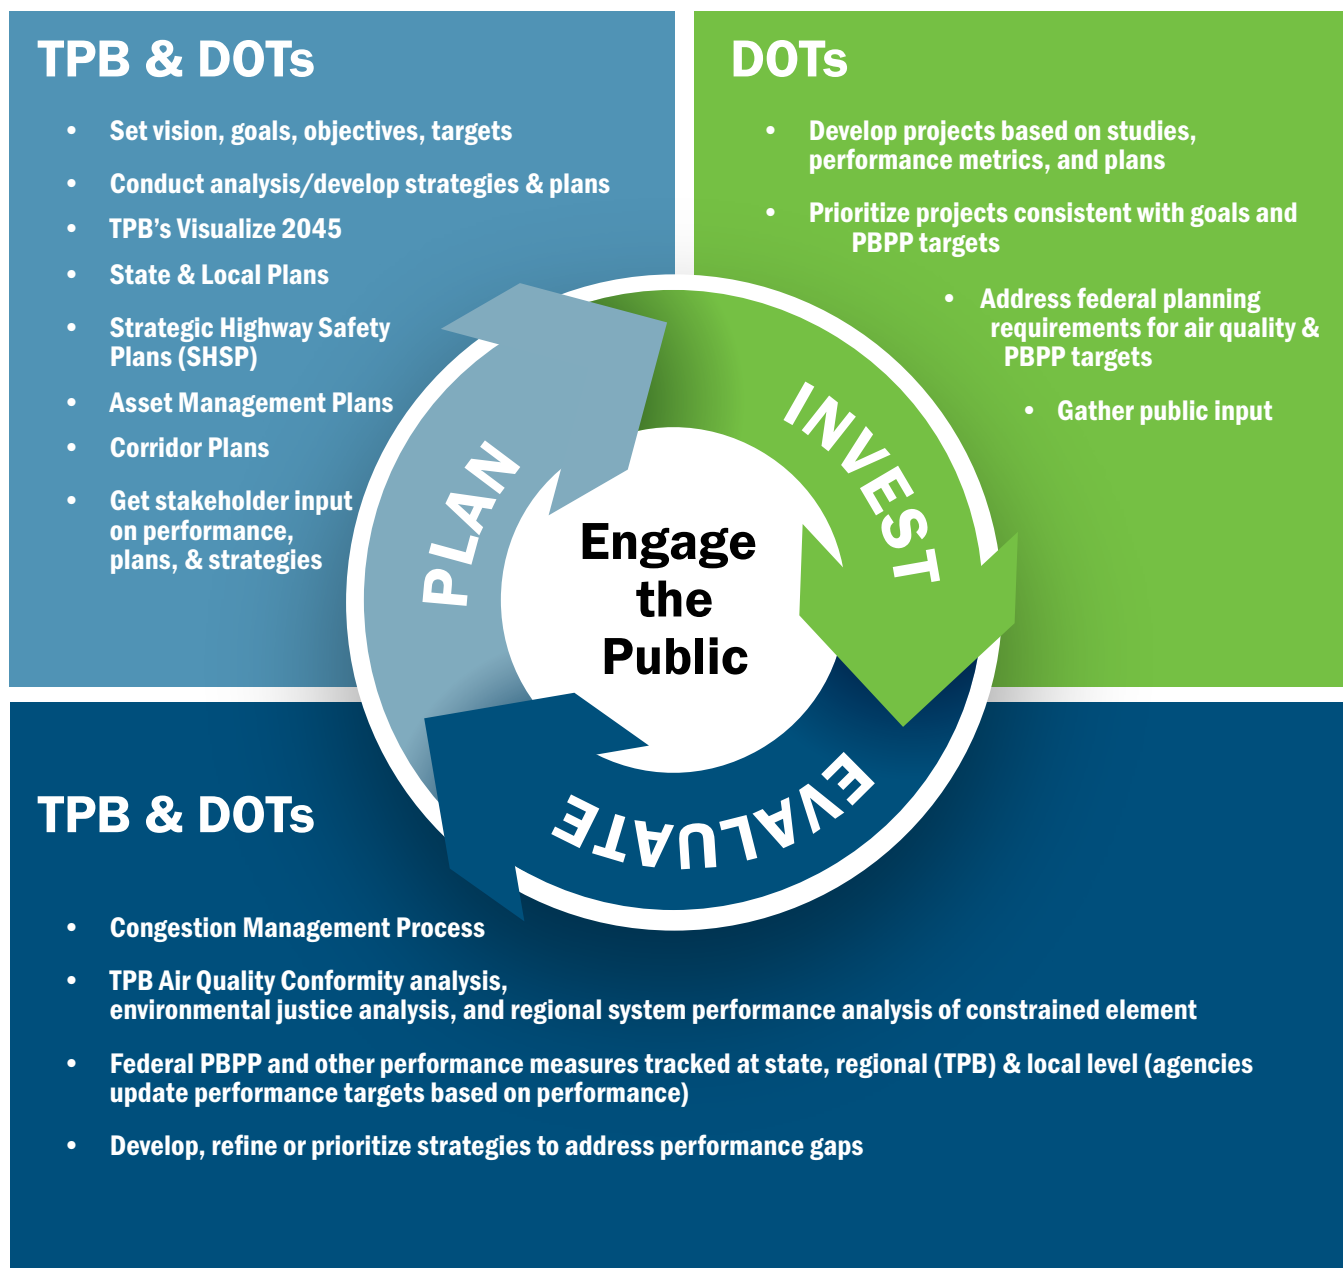 TPB & DOTs
• Set vision, goals, objectives, targets
• Conduct analysis/develop strategies & plans
• TPB's Visualize 2045
• State & Local Plans
• Strategic Highway Safety
Plans (SHSP)
• Asset Management Plans
• Corridor Plans
• Get stakeholder input
on performance,
plans, & strategies
DOTs
• Develop projects based on studies,
performance metrics, and plans
• Prioritize projects consistent with goals and
PBPP targets
• Address federal planning
requirements for air quality &
PBPP targets
• Gather public input
PLAN
INVEST
EVALUATE
Engage
the
Public
TPB & DOTs
• Congestion Management Process
• TPB Air Quality Conformity analysis,
environmental justice analysis, and regional system performance analysis of constrained element
• Federal PBPP and other performance measures tracked at state, regional (TPB) & local level (agencies
update performance targets based on performance)
• Develop, refine or prioritize strategies to address performance gaps